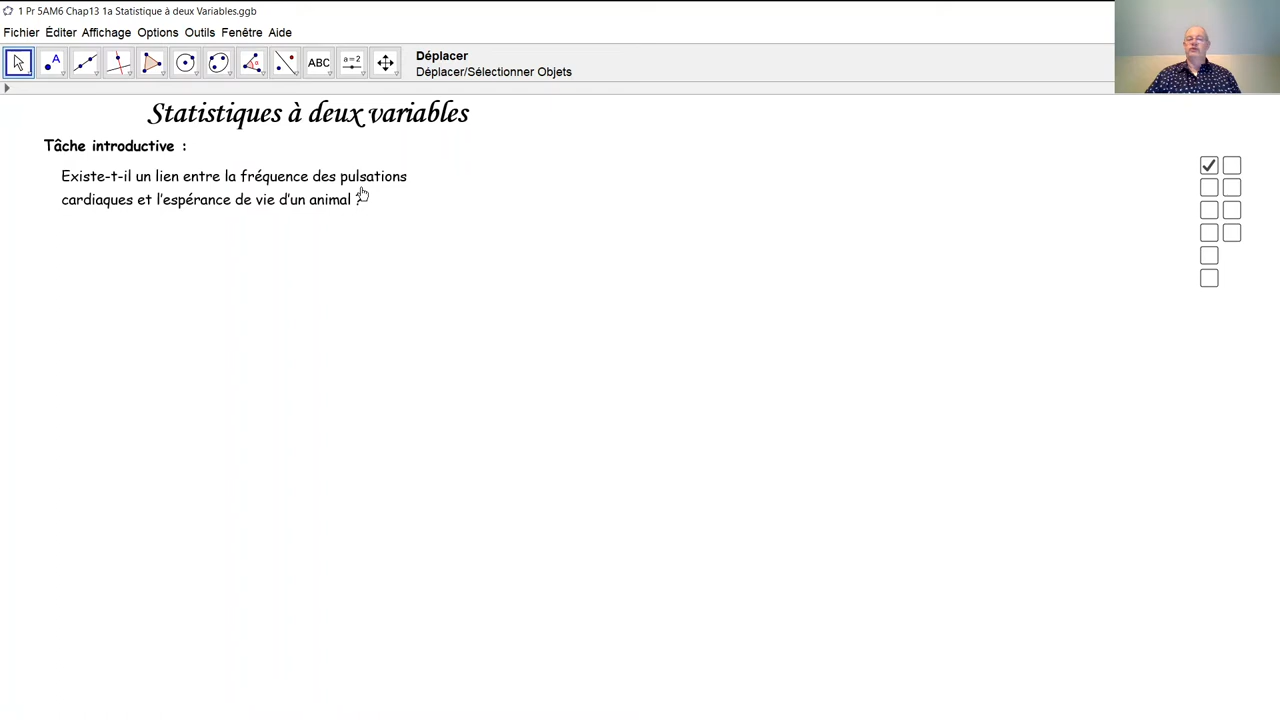 1 Pr 5AM6 Chap13 1a Statistique à deux Variables.ggb
Fichier Éditer Affichage Options Outils Fenêtre Aide
A
α
ABC
a=2
Déplacer
Déplacer/Sélectionner Objets
Statistiques à deux variables
Tâche introductive :
Existe-t-il un lien entre la fréquence des pulsations
cardiaques et l'espérance de vie d'un animal ?